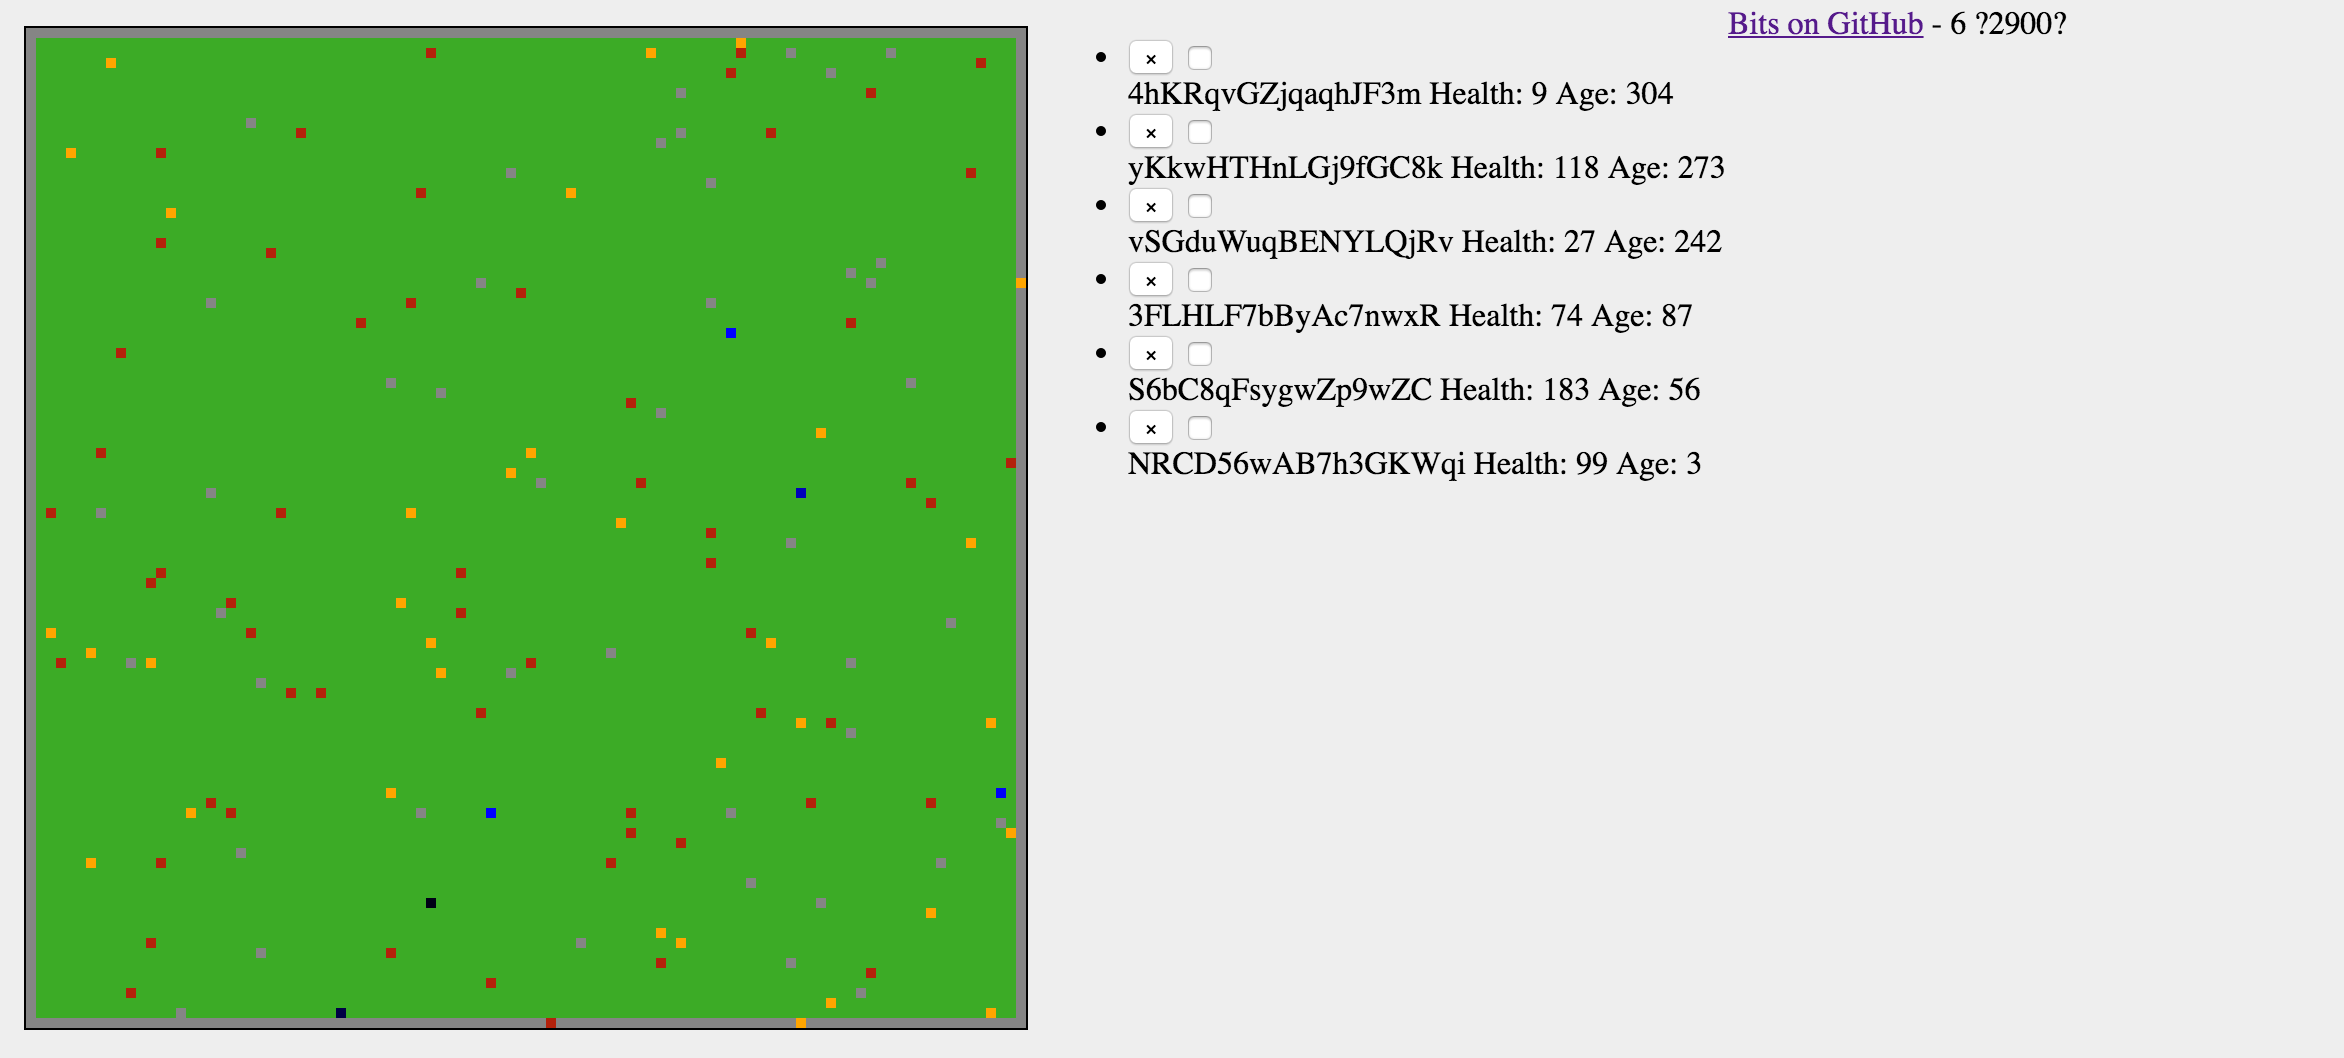 Bits on GitHub - 6 ?2900?
×
4hKRqvGZjqaqhJF3m Health: 9 Age: 304
×
yKkwHTHnLGj9fGC8k Health: 118 Age: 273
×
vSGduWuqBENYLQjRv Health: 27 Age: 242
×
3FLHLF7bByAc7nwxR Health: 74 Age: 87
×
S6bC8qFsygwZp9wZC Health: 183 Age: 56
×
NRCD56wAB7h3GKWqi Health: 99 Age: 3